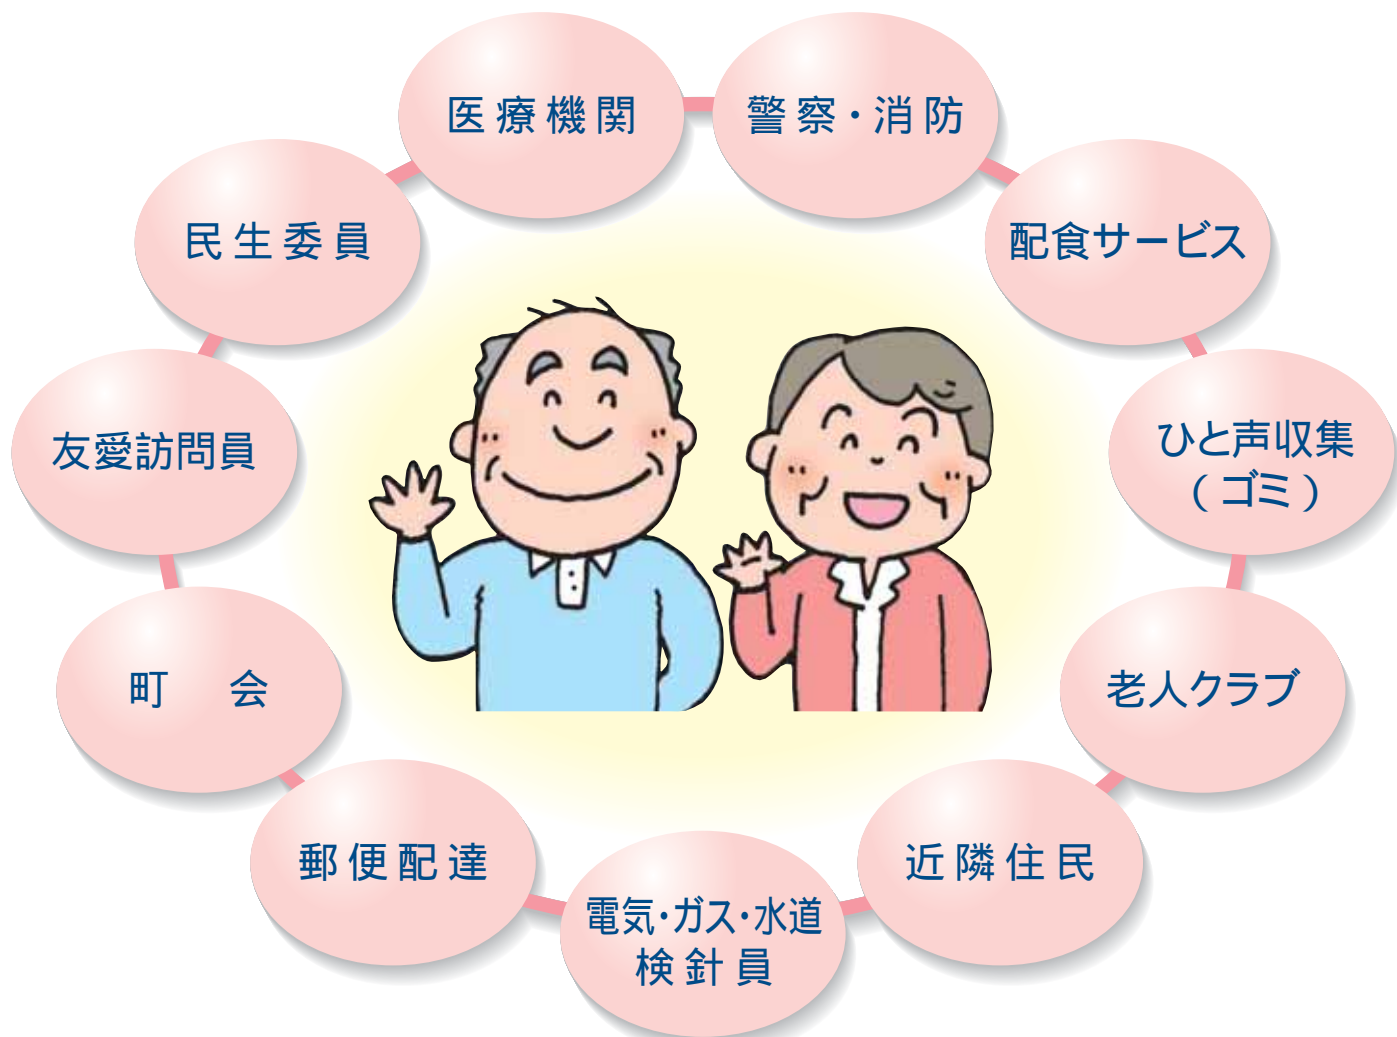 医療機関
警察・消防
民生委員
配食サービス
友愛訪問員
ひと声収集
(ゴミ)
町 会
老人クラブ
郵便配達
近隣住民
電気・ガス・水道
検針員